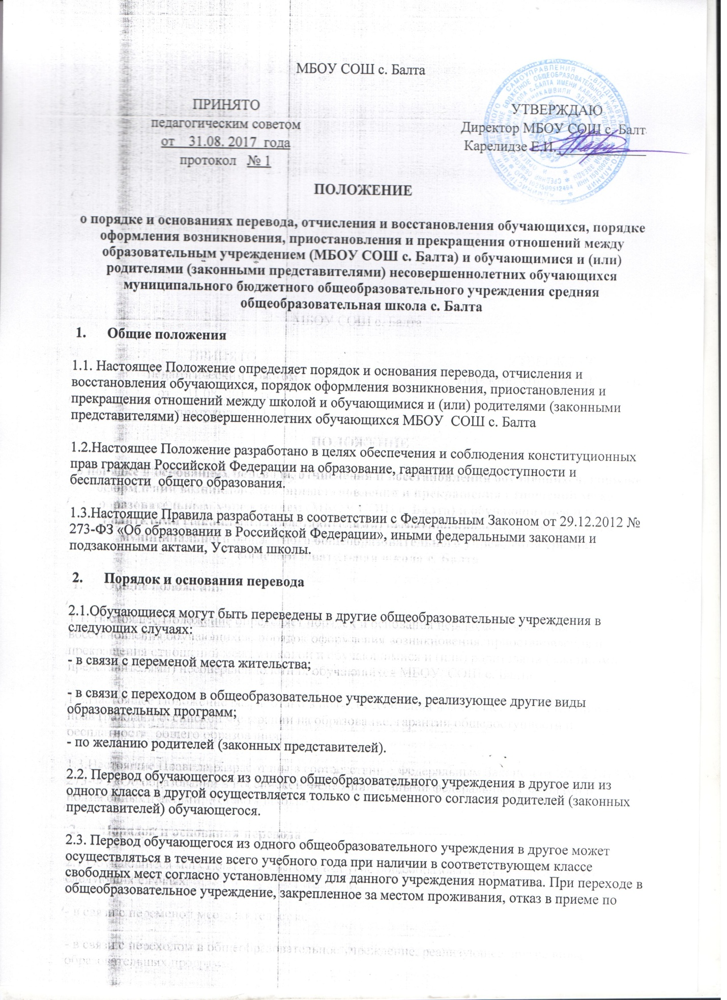 МБОУ СОШ с. Балта
ПРИНЯТО
педагогическим советом
от 31.08. 2017 года
протокол № 1
УТВЕРЖДАЮ
Директор МБОУ СОШ с. Балт
Карелидзе Е.И.
ПОЛОЖЕНИЕ
о порядке и основаниях перевода, отчисления и восстановления обучающихся, порядке
оформления возникновения, приостановления и прекращения отношений между
образовательным учреждением (МБОУ СОШ с. Балта) и обучающимися и (или)
родителями (законными представителями) несовершеннолетних обучающихся
муниципального бюджетного общеобразовательного учреждения средняя
общеобразовательная школа с. Балта
1. Общие положения
1.1. Настоящее Положение определяет порядок и основания перевода, отчисления и
восстановления обучающихся, порядок оформления возникновения, приостановления и
прекращения отношений между школой и обучающимися и (или) родителями (законными
представителями) несовершеннолетних обучающихся МБОУ СОШ с. Балта
1.2.Настоящее Положение разработано в целях обеспечения и соблюдения конституционных
прав граждан Российской Федерации на образование, гарантии общедоступности и
бесплатности общего образования.
1.3.Настоящие Правила разработаны в соответствии с Федеральным Законом от 29.12.2012 №
273-ФЗ «Об образовании в Российской Федерации», иными федеральными законами и
подзаконными актами, Уставом школы.
2. Порядок и основания перевода
2.1.Обучающиеся могут быть переведены в другие общеобразовательные учреждения в
следующих случаях:
- в связи с переменой места жительства;
- в связи с переходом в общеобразовательное учреждение, реализующее другие виды
образовательных программ;
- по желанию родителей (законных представителей).
2.2. Перевод обучающегося из одного общеобразовательного учреждения в другое или из
одного класса в другой осуществляется только с письменного согласия родителей (законных
представителей) обучающегося.
2.3. Перевод обучающегося из одного общеобразовательного учреждения в другое может
осуществляться в течение всего учебного года при наличии в соответствующем классе
свободных мест согласно установленному для данного учреждения норматива. При переходе в
общеобразовательное учреждение, закрепленное за местом проживания, отказ в приеме по